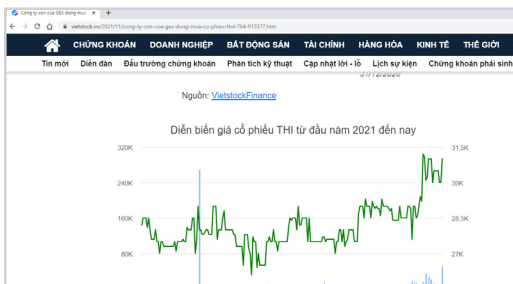 Công ty con của GEX đăng mua
vietstock.vn/2021/11/cong-ty-con-cua-gex-dung-mua-co-phieu-thi-764-913377.htm
CHỨNG KHOÁN DOANH NGHIỆP BẤT ĐỘNG SẢN TÀI CHÍNH HÀNG HÓA KINH TẾ THẾ GIỚI
Tin mới Diễn đàn Đấu trường chứng khoán Phân tích kỹ thuật Cập nhật lời - lỗ Lịch sự kiện Chứng khoán phái sinh
31/12/2020
Nguồn: VietstockFinance
Diễn biến giá cổ phiếu THI từ đầu năm 2021 đến nay
320K 31.5K
240K 30K
160K 28.5K
80K 27K